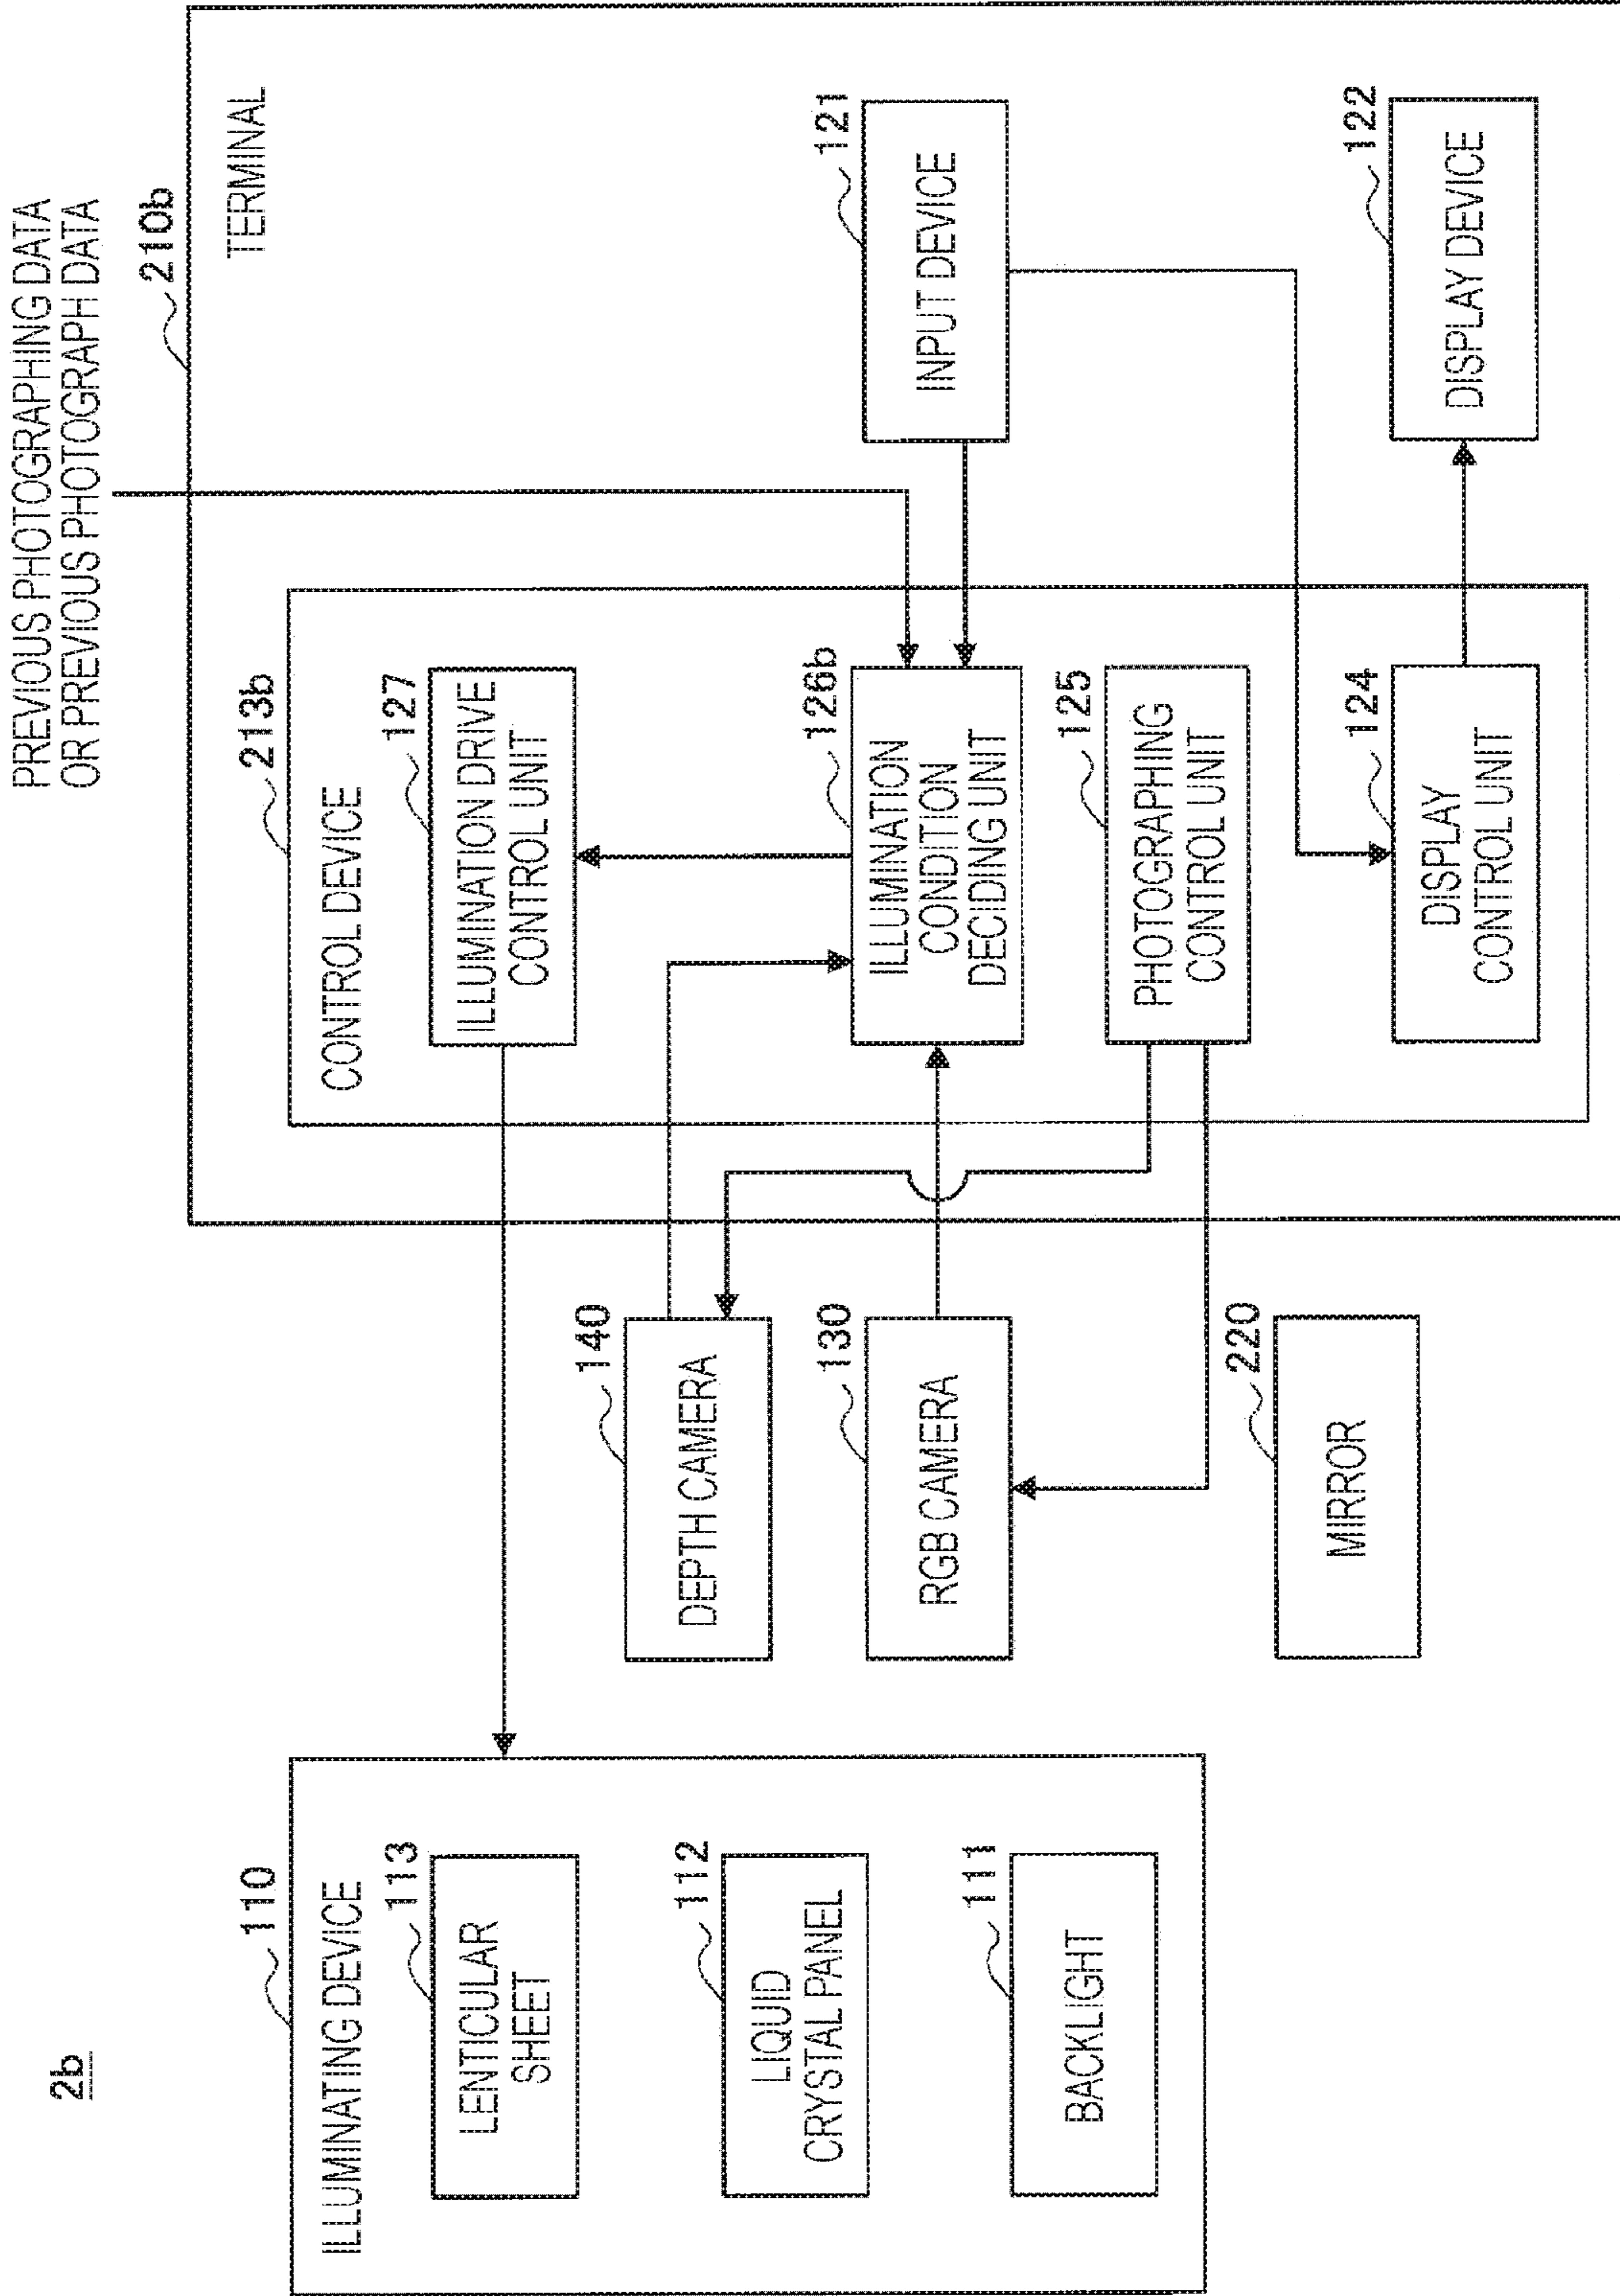 2b
PREVIOUS PHOTOGRAPHING DATA
OR PREVIOUS PHOTOGRAPH DATA
110
ILLUMINATING DEVICE
113
LENTICULAR
SHEET
112
LIQUID
CRYSTAL PANEL
111
BACKLIGHT
140
DEPTH CAMERA
130
RGB CAMERA
220
MIRROR
210b
TERMINAL
213b
CONTROL DEVICE
127
ILLUMINATION DRIVE
CONTROL UNIT
126b
ILLUMINATION
CONDITION
DECIDING UNIT
125
PHOTOGRAPHING
CONTROL UNIT
124
DISPLAY
CONTROL UNIT
121
INPUT DEVICE
122
DISPLAY DEVICE